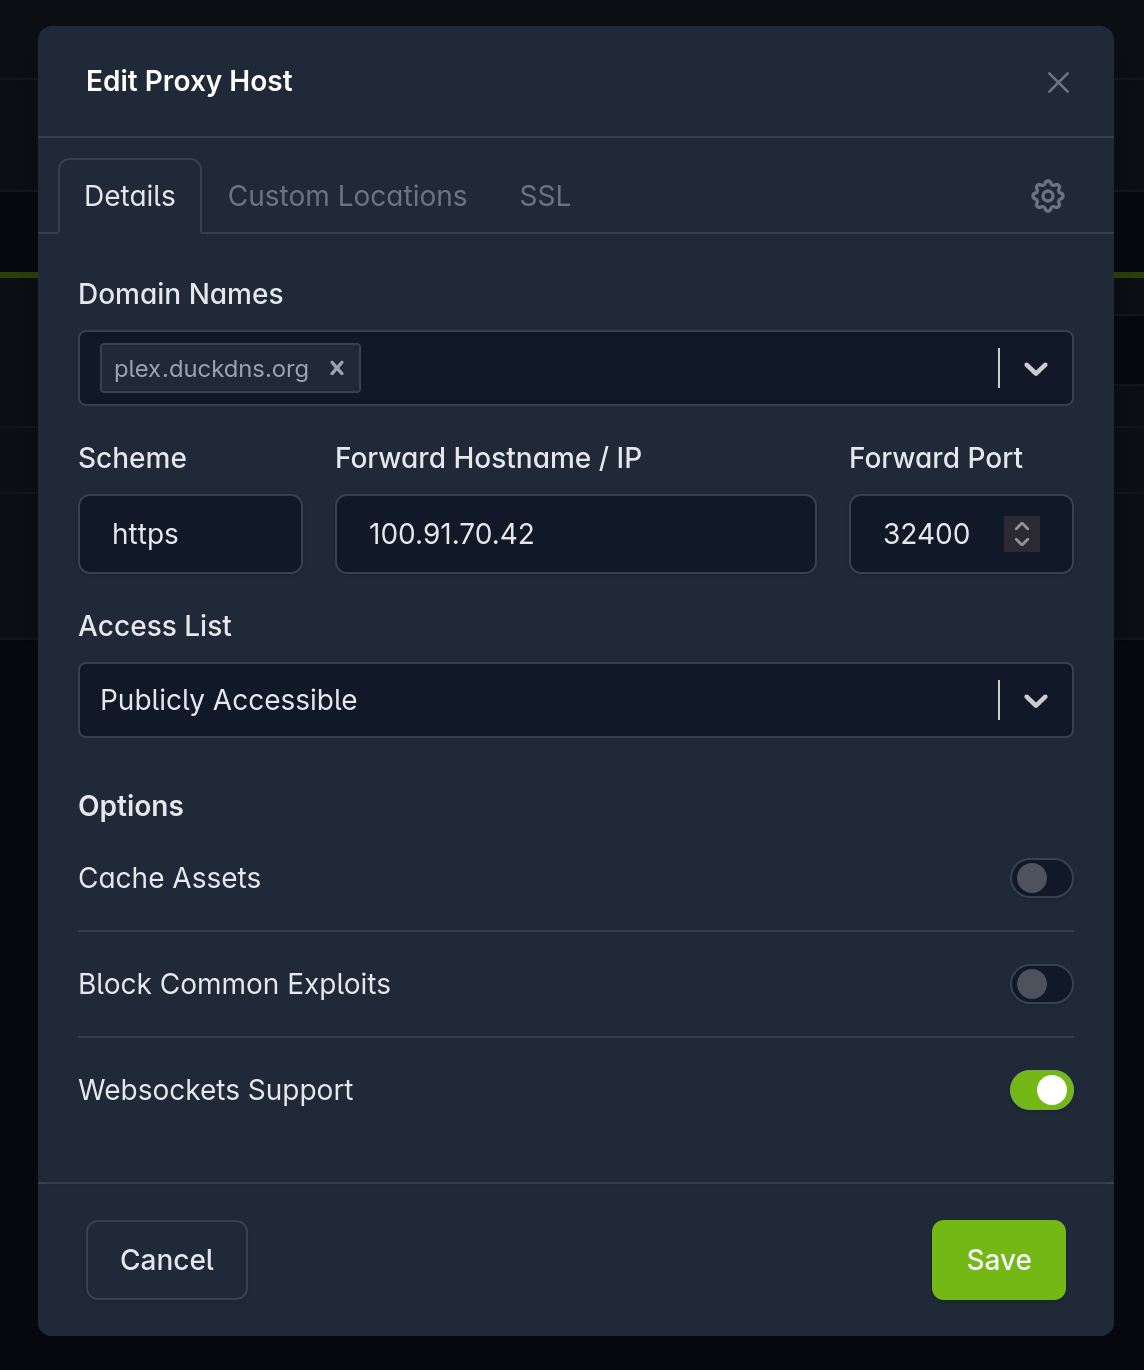 Edit Proxy Host
Details Custom Locations SSL
Domain Names
plex.duckdns.org
Scheme Forward Hostname / IP Forward Port
https 100.91.70.42 32400
Access List
Publicly Accessible
Options
Cache Assets
Block Common Exploits
Websockets Support
Cancel Save